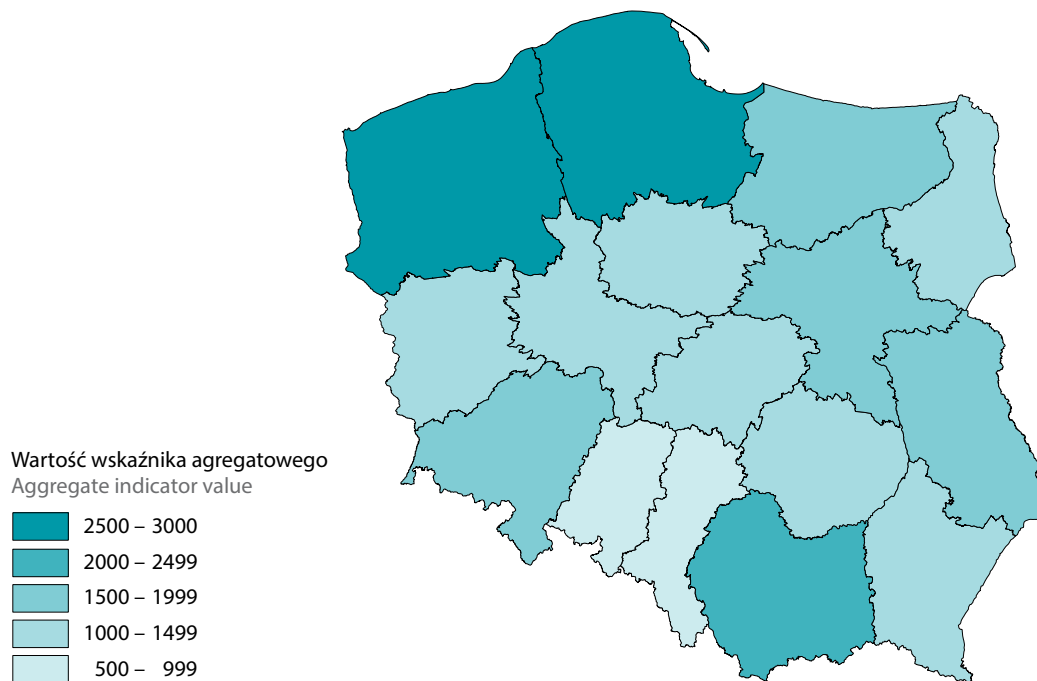 Wartość wskaźnika agregatowego
Aggregate indicator value
2500 – 3000
2000 – 2499
1500 – 1999
1000 – 1499
500 – 999